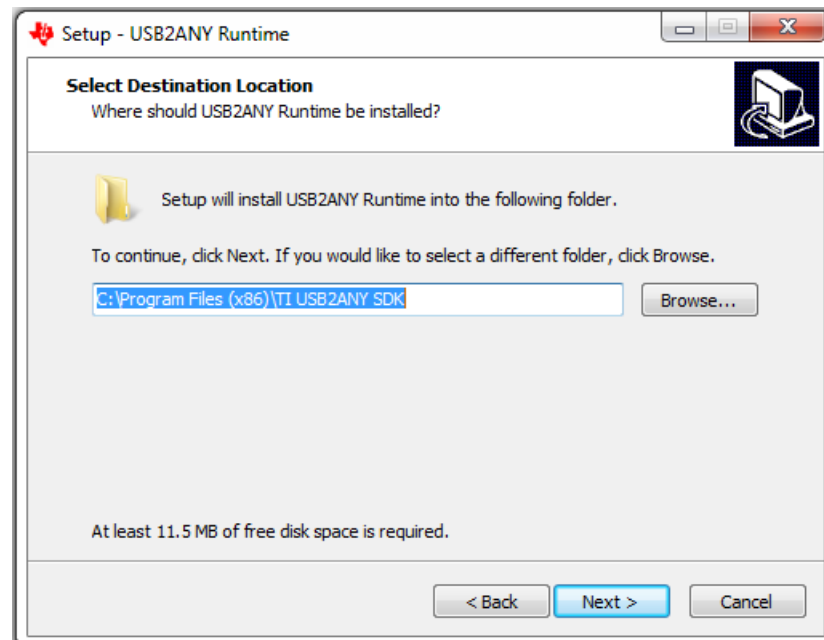 Setup - USB2ANY Runtime
Select Destination Location
Where should USB2ANY Runtime be installed?
Setup will install USB2ANY Runtime into the following folder.
To continue, click Next. If you would like to select a different folder, click Browse.
C:\Program Files (x86)\TI USB2ANY SDK
Browse...
At least 11.5 MB of free disk space is required.
< Back
Next >
Cancel